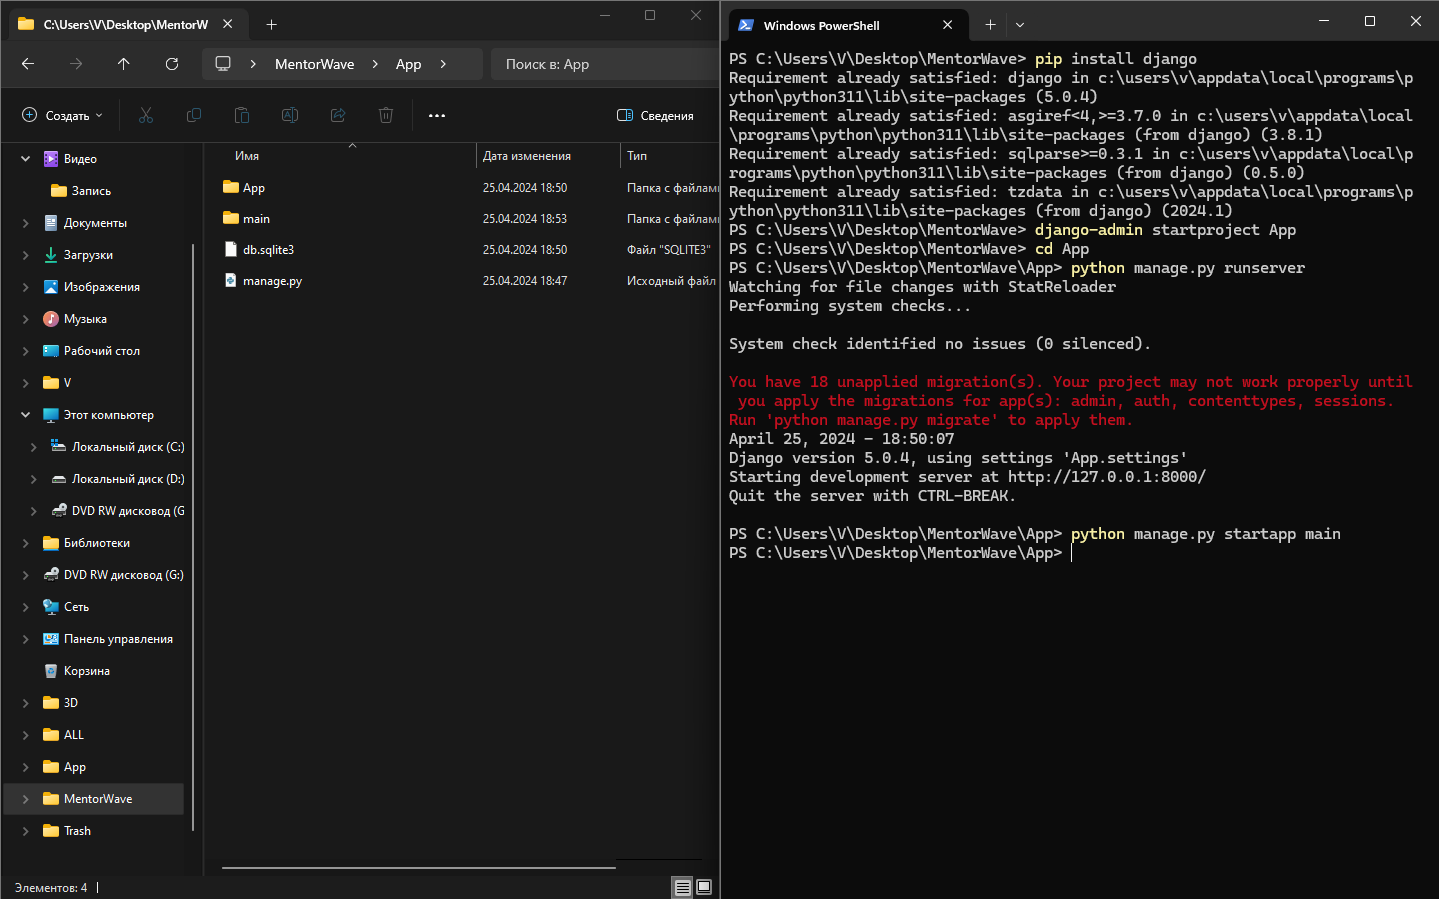 C:\Users\V\Desktop\MentorW
MentorWave
App
Поиск в: App
Создать
Сведения
Видео
Запись
Документы
Загрузки
Изображения
Музыка
Рабочий стол
V
Этот компьютер
Локальный диск (C:)
Локальный диск (D:)
DVD RW дисковод (G
Библиотеки
DVD RW дисковод (G:)
Сеть
Панель управления
Корзина
3D
ALL
App
MentorWave
Trash
Имя
Дата изменения
Тип
App
25.04.2024 18:50
Папка с файлами
main
25.04.2024 18:53
Папка с файлами
db.sqlite3
25.04.2024 18:50
Файл "SQLITE3"
manage.py
25.04.2024 18:47
Исходный файл
Элементов: 4
Windows PowerShell
PS C:\Users\V\Desktop\MentorWave> pip install django
Requirement already satisfied: django in c:\users\v\appdata\local\programs\p
ython\python311\lib\site-packages (5.0.4)
Requirement already satisfied: asgiref<4,>=3.7.0 in c:\users\v\appdata\local
\programs\python\python311\lib\site-packages (from django) (3.8.1)
Requirement already satisfied: sqlparse>=0.3.1 in c:\users\v\appdata\local\p
rograms\python\python311\lib\site-packages (from django) (0.5.0)
Requirement already satisfied: tzdata in c:\users\v\appdata\local\programs\p
ython\python311\lib\site-packages (from django) (2024.1)
PS C:\Users\V\Desktop\MentorWave> django-admin startproject App
PS C:\Users\V\Desktop\MentorWave> cd App
PS C:\Users\V\Desktop\MentorWave\App> python manage.py runserver
Watching for file changes with StatReloader
Performing system checks...
System check identified no issues (0 silenced).
You have 18 unapplied migration(s). Your project may not work properly until
you apply the migrations for app(s): admin, auth, contenttypes, sessions.
Run 'python manage.py migrate' to apply them.
April 25, 2024 - 18:50:07
Django version 5.0.4, using settings 'App.settings'
Starting development server at http://127.0.0.1:8000/
Quit the server with CTRL-BREAK.
PS C:\Users\V\Desktop\MentorWave\App> python manage.py startapp main
PS C:\Users\V\Desktop\MentorWave\App>